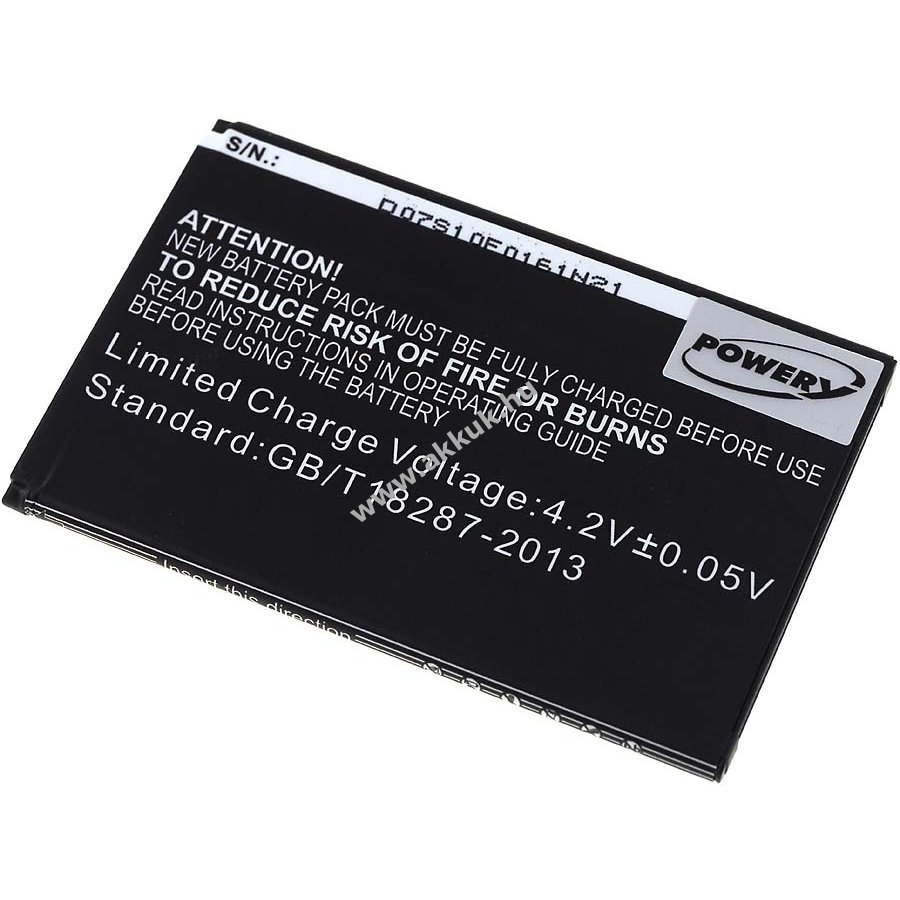 S/N.:
D07S10E0161N21
ATTENTION!
NEW BATTERY PACK MUST BE FULLY CHARGED BEFORE USE
TO REDUCE RISK OF FIRE OR BURNS
READ INSTRUCTIONS IN OPERATING GUIDE
BEFORE USING THE BATTERY
Limited Charge Voltage:4.2V±0.05V
Standard:GB/T18287-2013
POWERY
www.akkuk.hu
Insert this direction